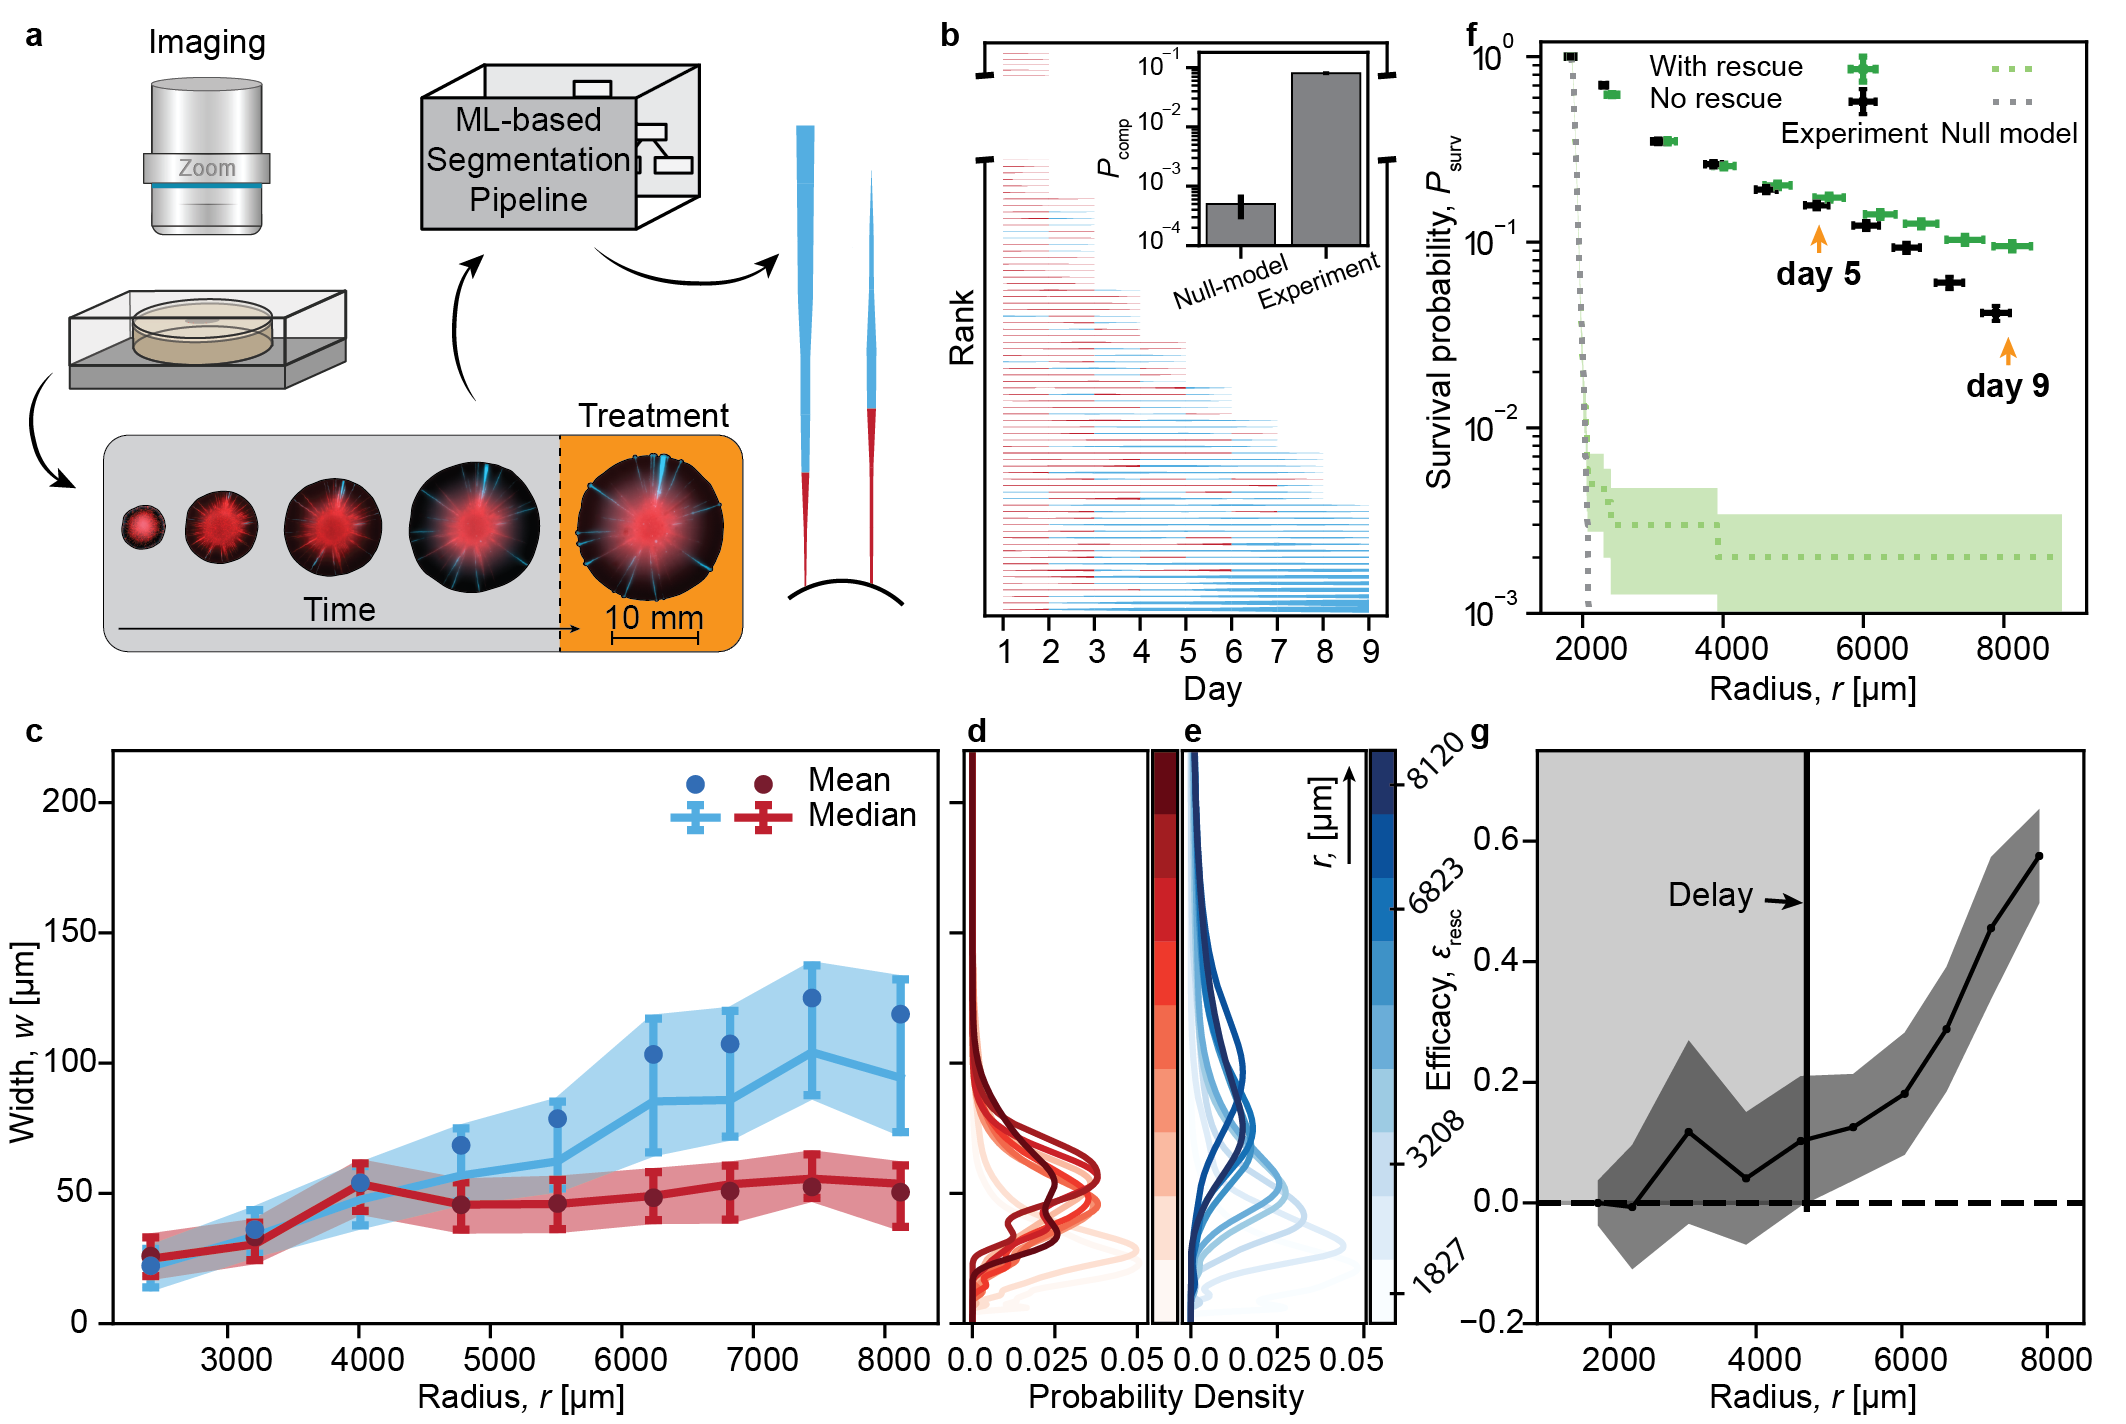 a
Imaging
Zoom
ML-based
Segmentation
Pipeline
Treatment
Time
10 mm
b
Rank
P_comp
10^−1
10^−2
10^−3
10^−4
Null-model
Experiment
1 2 3 4 5 6 7 8 9
Day
f
Survival probability, P_surv
10^0
10^−1
10^−2
10^−3
With rescue
No rescue
Experiment Null model
day 5
day 9
2000 4000 6000 8000
Radius, r [µm]
c
Width, w [µm]
200
150
100
50
0
Mean
Median
3000 4000 5000 6000 7000 8000
Radius, r [µm]
d
0.0 0.025 0.05
e
r, [µm]
8120
6823
3208
1827
0.0 0.025 0.05
Probability Density
g
Efficacy, ε_resc
0.6
0.4
0.2
0.0
−0.2
Delay
2000 4000 6000 8000
Radius, r [µm]